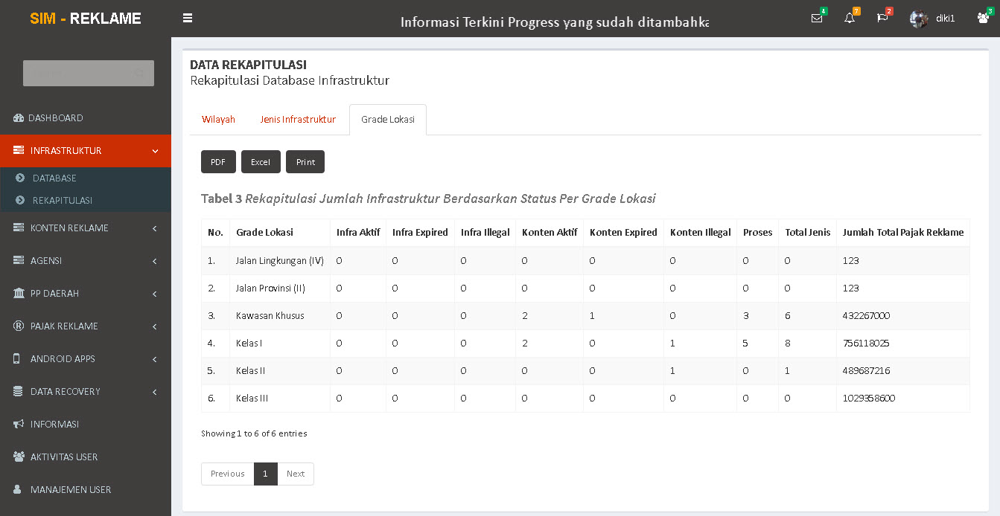 SIM - REKLAME
Informasi Terkini Progress yang sudah ditambahka
4
7
2
diki1
3
DASHBOARD
INFRASTRUKTUR
DATABASE
REKAPITULASI
KONTEN REKLAME
AGENSI
PP DAERAH
PAJAK REKLAME
ANDROID APPS
DATA RECOVERY
INFORMASI
AKTIVITAS USER
MANAJEMEN USER
DATA REKAPITULASI
Rekapitulasi Database Infrastruktur
Wilayah Jenis Infrastruktur Grade Lokasi
PDF Excel Print
Tabel 3 Rekapitulasi Jumlah Infrastruktur Berdasarkan Status Per Grade Lokasi
No. Grade Lokasi Infra Aktif Infra Expired Infra Illegal Konten Aktif Konten Expired Konten Illegal Proses Total Jenis Jumlah Total Pajak Reklame
1. Jalan Lingkungan (IV) 0 0 0 0 0 0 0 0 123
2. Jalan Provinsi (II) 0 0 0 0 0 0 0 0 123
3. Kawasan Khusus 0 0 0 2 1 0 3 6 432267000
4. Kelas I 0 0 0 2 0 1 5 8 756118025
5. Kelas II 0 0 0 0 0 1 0 1 489687216
6. Kelas III 0 0 0 0 0 0 0 0 1029358600
Showing 1 to 6 of 6 entries
Previous 1 Next